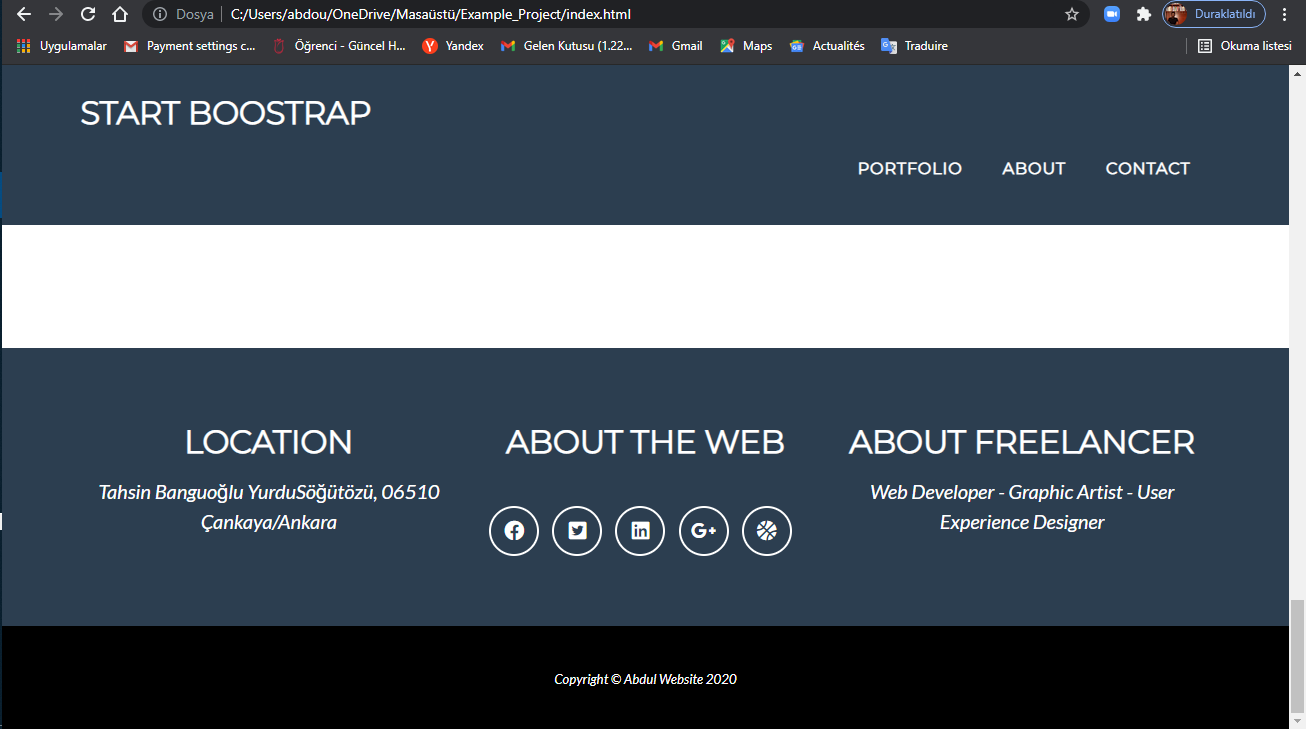 Dosya C:/Users/abdou/OneDrive/Masaüstü/Example_Project/index.html Duraklatıldı
Uygulamalar Payment settings c... Öğrenci - Güncel H... Yandex Gelen Kutusu (1.22... Gmail Maps Actualités Traduire Okuma listesi
START BOOSTRAP
PORTFOLIO ABOUT CONTACT
LOCATION ABOUT THE WEB ABOUT FREELANCER
Tahsin Banguoğlu YurduSöğütözü, 06510
Çankaya/Ankara
Web Developer - Graphic Artist - User
Experience Designer
Copyright © Abdul Website 2020